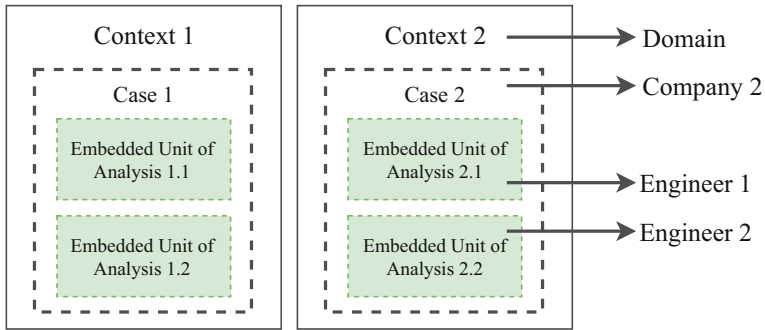 Context 1
Case 1
Embedded Unit of
Analysis 1.1
Embedded Unit of
Analysis 1.2
Context 2
Case 2
Embedded Unit of
Analysis 2.1
Embedded Unit of
Analysis 2.2
Domain
Company 2
Engineer 1
Engineer 2